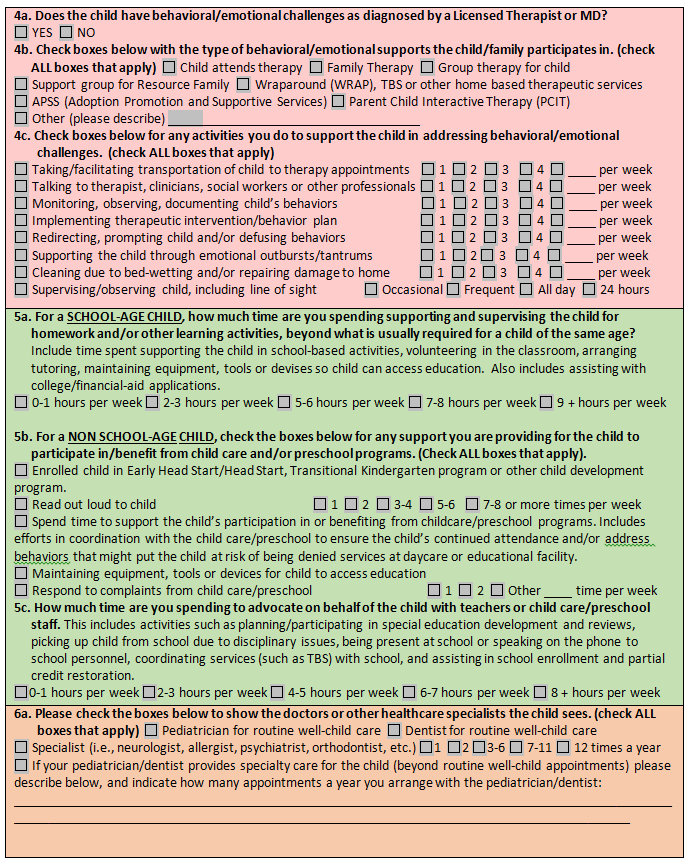 4a. Does the child have behavioral/emotional challenges as diagnosed by a Licensed Therapist or MD?
☐ YES ☐ NO
4b. Check boxes below with the type of behavioral/emotional supports the child/family participates in. (check
ALL boxes that apply) ☐ Child attends therapy ☐ Family Therapy ☐ Group therapy for child
☐ Support group for Resource Family ☐ Wraparound (WRAP), TBS or other home based therapeutic services
☐ APSS (Adoption Promotion and Supportive Services) ☐ Parent Child Interactive Therapy (PCIT)
☐ Other (please describe) ____________________
4c. Check boxes below for any activities you do to support the child in addressing behavioral/emotional
challenges. (check ALL boxes that apply)
☐ Taking/facilitating transportation of child to therapy appointments ☐ 1 ☐ 2 ☐ 3 ☐ 4 ☐ ____ per week
☐ Talking to therapist, clinicians, social workers or other professionals ☐ 1 ☐ 2 ☐ 3 ☐ 4 ☐ ____ per week
☐ Monitoring, observing, documenting child's behaviors ☐ 1 ☐ 2 ☐ 3 ☐ 4 ☐ ____ per week
☐ Implementing therapeutic intervention/behavior plan ☐ 1 ☐ 2 ☐ 3 ☐ 4 ☐ ____ per week
☐ Redirecting, prompting child and/or defusing behaviors ☐ 1 ☐ 2 ☐ 3 ☐ 4 ☐ ____ per week
☐ Supporting the child through emotional outbursts/tantrums ☐ 1 ☐ 2 ☐ 3 ☐ 4 ☐ ____ per week
☐ Cleaning due to bed-wetting and/or repairing damage to home ☐ 1 ☐ 2 ☐ 3 ☐ 4 ☐ ____ per week
☐ Supervising/observing child, including line of sight ☐ Occasional ☐ Frequent ☐ All day ☐ 24 hours
5a. For a SCHOOL-AGE CHILD, how much time are you spending supporting and supervising the child for
homework and/or other learning activities, beyond what is usually required for a child of the same age?
Include time spent supporting the child in school-based activities, volunteering in the classroom, arranging
tutoring, maintaining equipment, tools or devises so child can access education. Also includes assisting with
college/financial-aid applications.
☐ 0-1 hours per week ☐ 2-3 hours per week ☐ 5-6 hours per week ☐ 7-8 hours per week ☐ 9 + hours per week
5b. For a NON SCHOOL-AGE CHILD, check the boxes below for any support you are providing for the child to
participate in/benefit from child care and/or preschool programs. (Check ALL boxes that apply).
☐ Enrolled child in Early Head Start/Head Start, Transitional Kindergarten program or other child development
program.
☐ Read out loud to child ☐ 1 ☐ 2 ☐ 3-4 ☐ 5-6 ☐ 7-8 or more times per week
☐ Spend time to support the child's participation in or benefiting from childcare/preschool programs. Includes
efforts in coordination with the child care/preschool to ensure the child's continued attendance and/or address
behaviors that might put the child at risk of being denied services at daycare or educational facility.
☐ Maintaining equipment, tools or devices for child to access education
☐ Respond to complaints from child care/preschool ☐ 1 ☐ 2 ☐ Other ____ time per week
5c. How much time are you spending to advocate on behalf of the child with teachers or child care/preschool
staff. This includes activities such as planning/participating in special education development and reviews,
picking up child from school due to disciplinary issues, being present at school or speaking on the phone to
school personnel, coordinating services (such as TBS) with school, and assisting in school enrollment and partial
credit restoration.
☐ 0-1 hours per week ☐ 2-3 hours per week ☐ 4-5 hours per week ☐ 6-7 hours per week ☐ 8 + hours per week
6a. Please check the boxes below to show the doctors or other healthcare specialists the child sees. (check ALL
boxes that apply) ☐ Pediatrician for routine well-child care ☐ Dentist for routine well-child care
☐ Specialist (i.e., neurologist, allergist, psychiatrist, orthodontist, etc.) ☐ 1 ☐ 2 ☐ 3-6 ☐ 7-11 ☐ 12 times a year
☐ If your pediatrician/dentist provides specialty care for the child (beyond routine well-child appointments) please
describe below, and indicate how many appointments a year you arrange with the pediatrician/dentist: